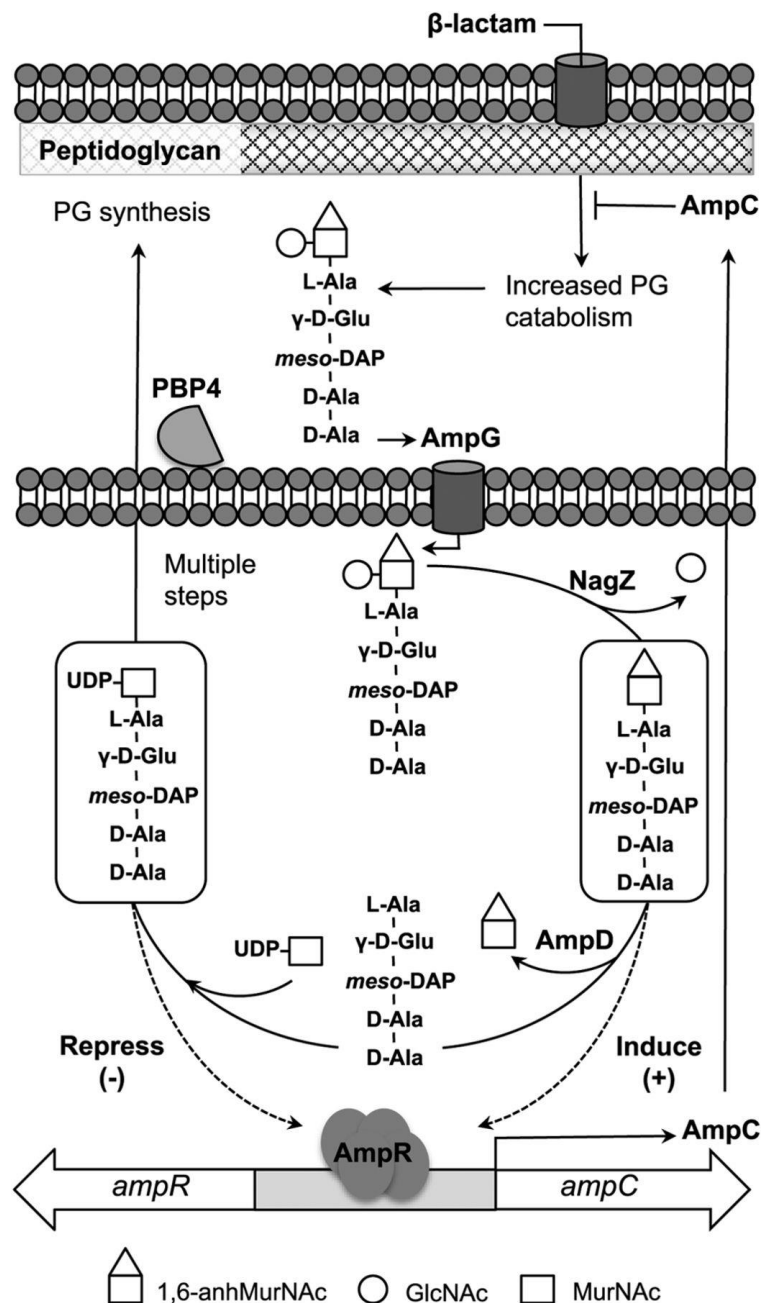 β-lactam
Peptidoglycan
PG synthesis
AmpC
L-Ala
γ-D-Glu
meso-DAP
D-Ala
D-Ala
Increased PG
catabolism
PBP4
AmpG
Multiple
steps
NagZ
L-Ala
γ-D-Glu
meso-DAP
D-Ala
D-Ala
UDP-
L-Ala
γ-D-Glu
meso-DAP
D-Ala
D-Ala
L-Ala
γ-D-Glu
meso-DAP
D-Ala
D-Ala
UDP-
L-Ala
γ-D-Glu
meso-DAP
D-Ala
D-Ala
AmpD
Repress
(-)
Induce
(+)
AmpR
AmpC
ampR
ampC
1,6-anhMurNAc
GlcNAc
MurNAc